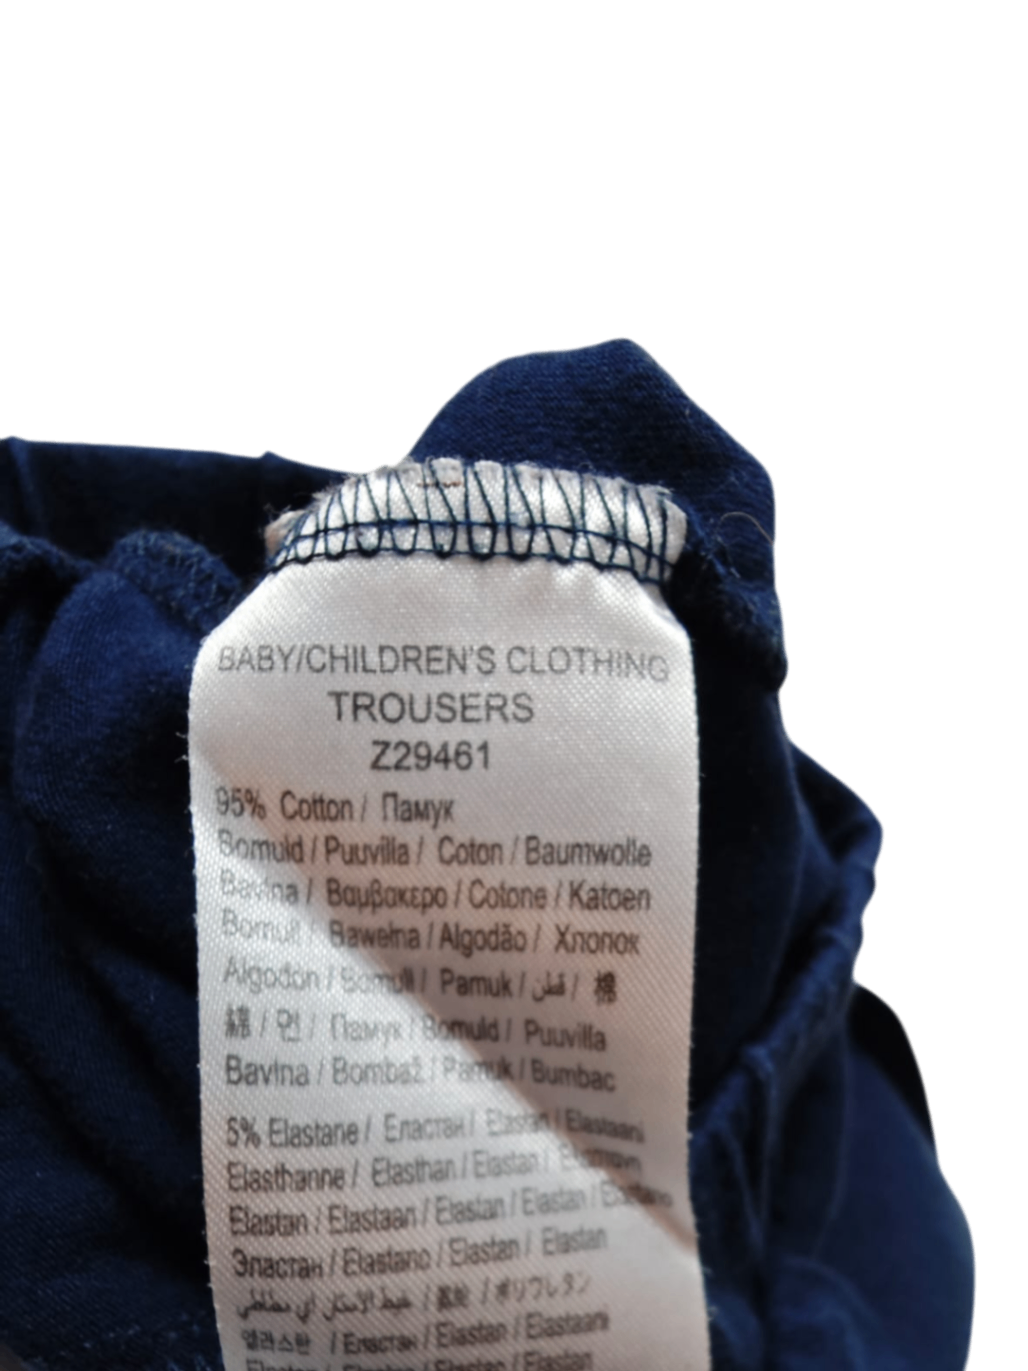 BABY/CHILDREN'S CLOTHING
TROUSERS
Z29461
95% Cotton / Памук
Bomuld / Puuvilla / Coton / Baumwolle
Bavlna / Βαμβακερο / Cotone / Katoen
Bomull / Bawełna / Algodão / Хлопок
Algodon / Bomull / Pamuk / قطن / 棉
綿 / 면 / Памук / Bomuld / Puuvilla
Bavlna / Bombaž / Pamuk / Bumbac
5% Elastane / Еластан / Elastan / Elastaani
Elasthanne / Elasthan / Elastan /
Elastan / Elastaan / Elastan / Elastan / Elastano
Эластан / Elastano / Elastan / Elastan
/ ポリウレタン
엘라스탄 / Еластан / Elastan / Elastaani